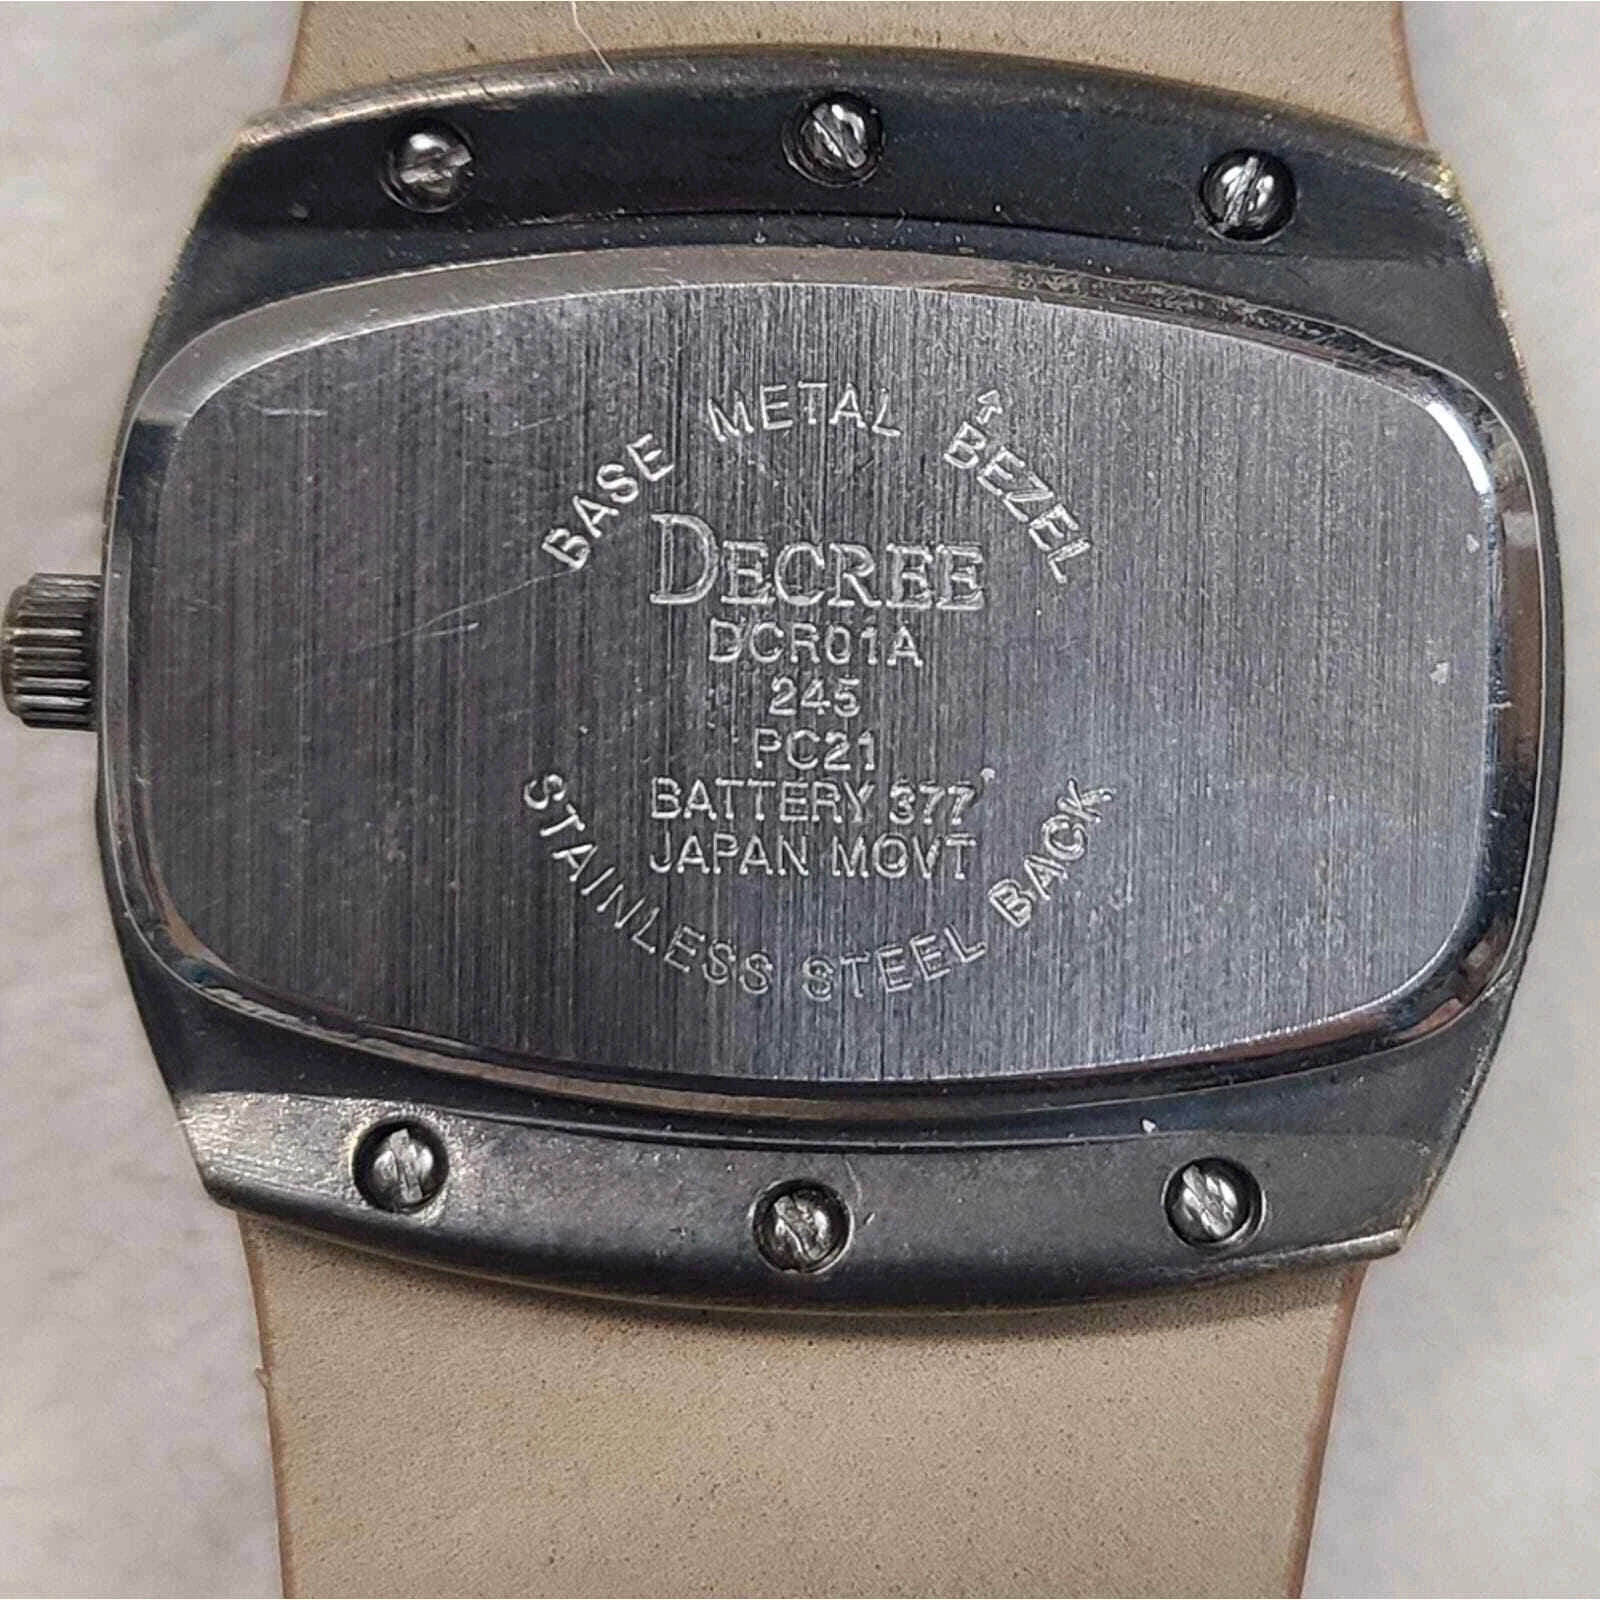 BASE METAL BEZEL
DECREE
DCR01A
245
PC21
BATTERY 377
JAPAN MOVT
STAINLESS STEEL BACK